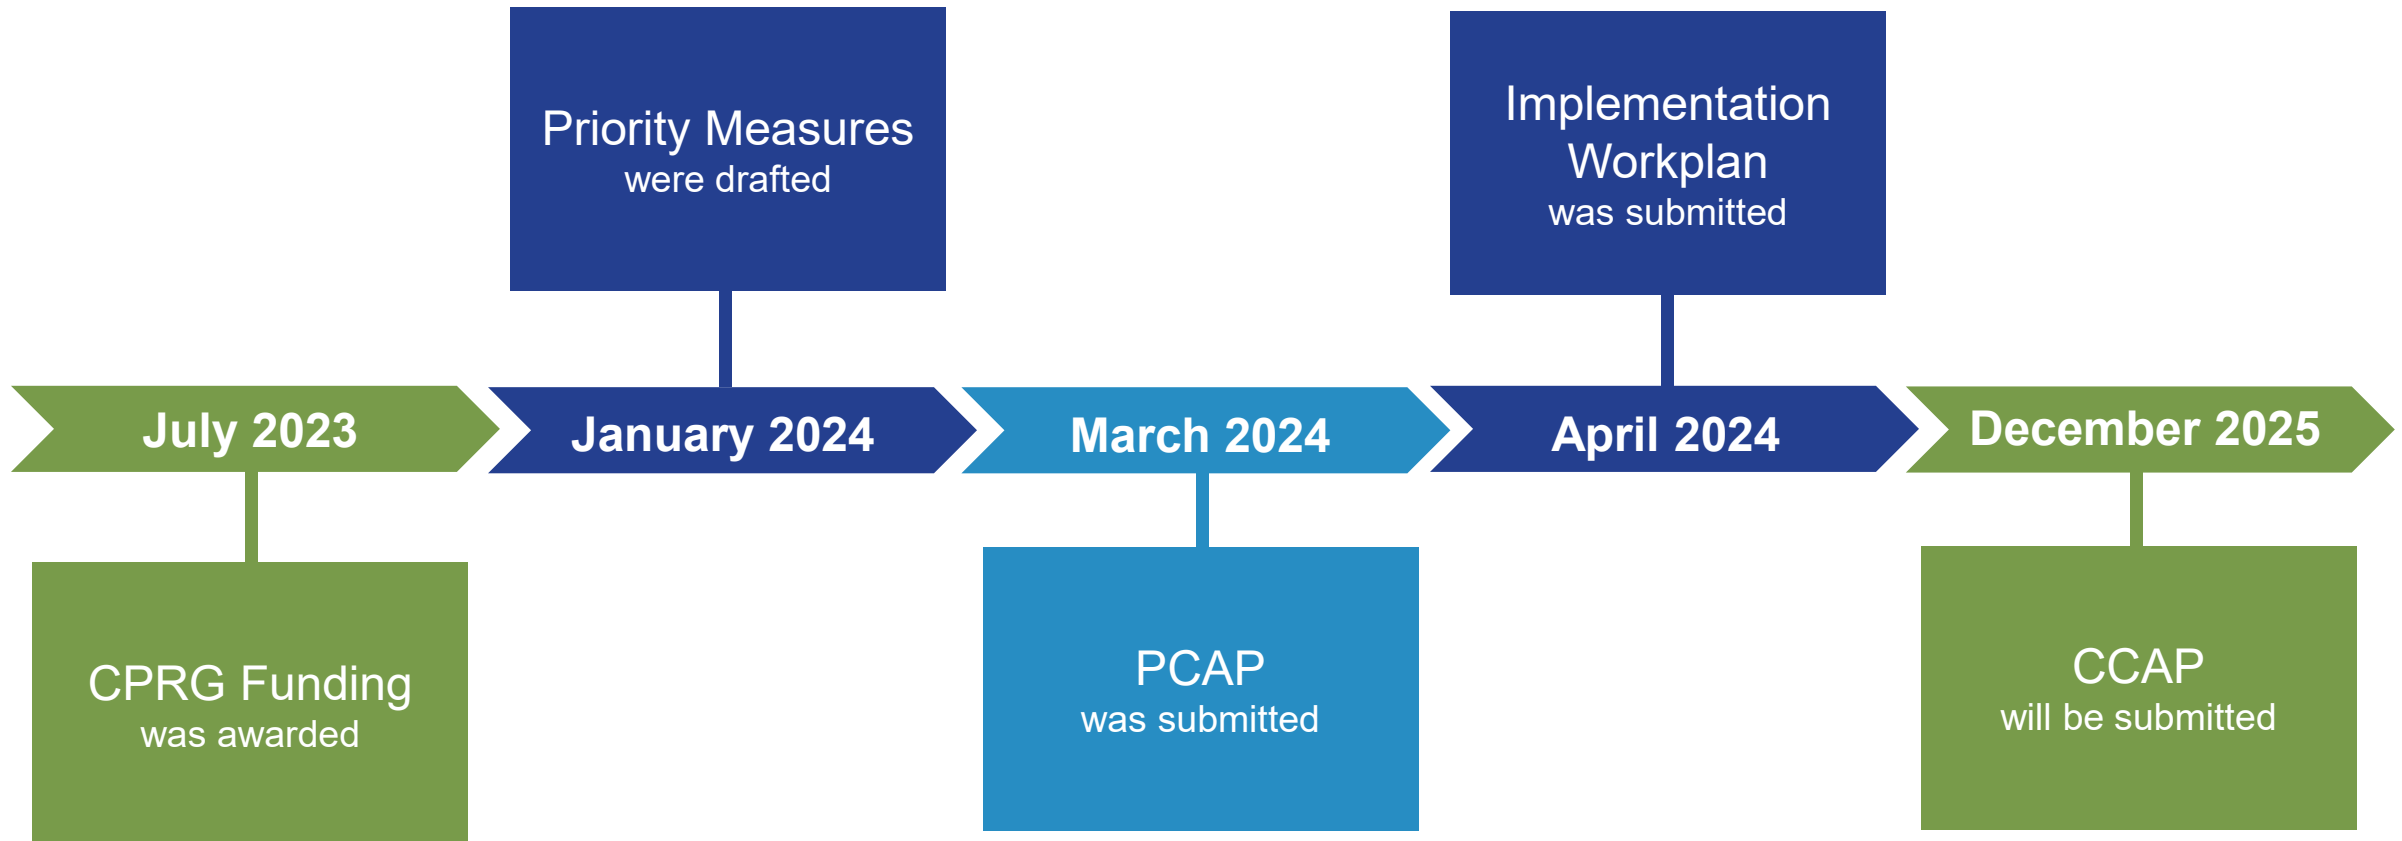 Priority Measures
were drafted
Implementation
Workplan
was submitted
July 2023
January 2024
March 2024
April 2024
December 2025
CPRG Funding
was awarded
PCAP
was submitted
CCAP
will be submitted